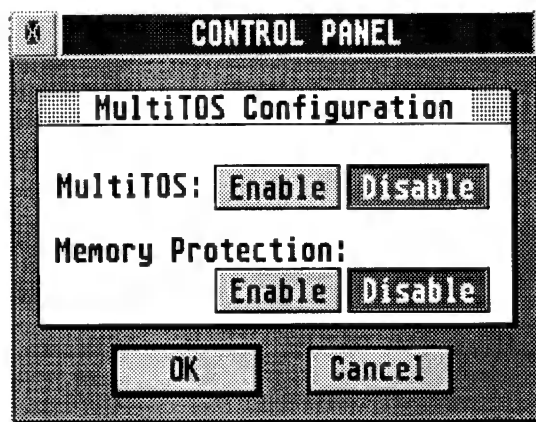 CONTROL PANEL
MultiTOS Configuration
MultiTOS: Enable Disable
Memory Protection:
Enable Disable
OK Cancel